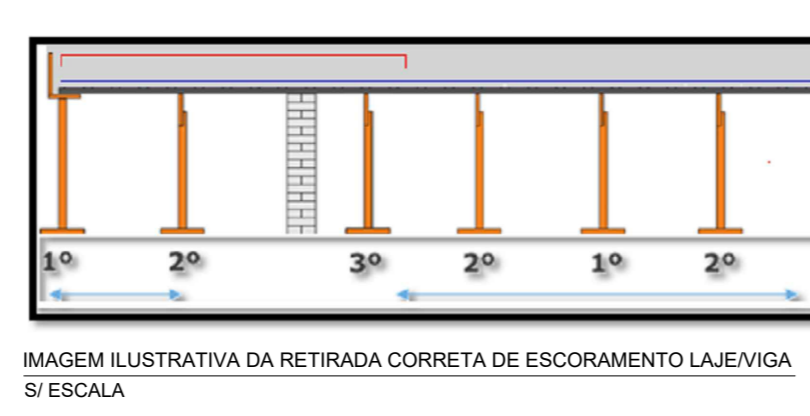 1º 2º 3º 2º 1º 2º
IMAGEM ILUSTRATIVA DA RETIRADA CORRETA DE ESCORAMENTO LAJE/VIGA
S/ ESCALA